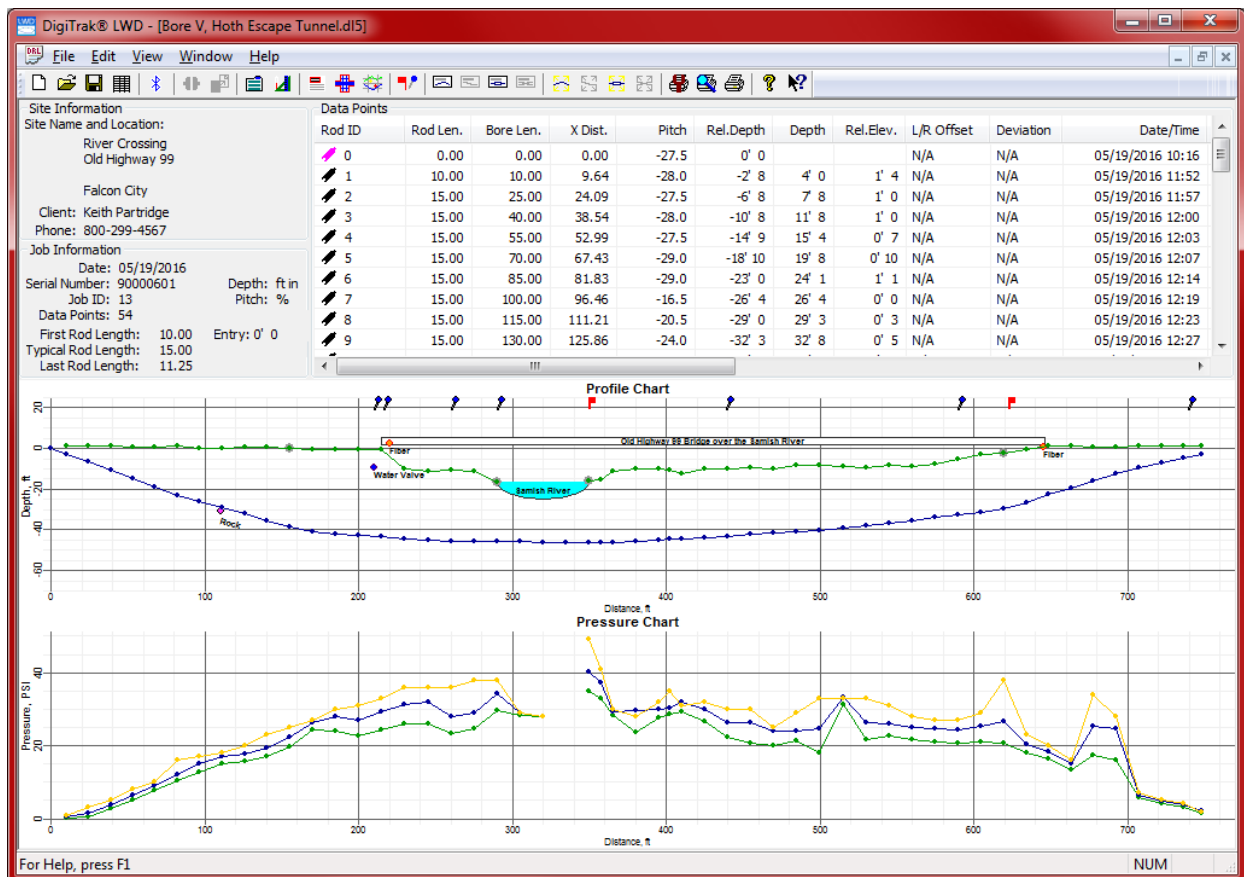 DigiTrak® LWD - [Bore V, Hoth Escape Tunnel.dl5]
File Edit View Window Help
Site Information
Site Name and Location:
River Crossing
Old Highway 99
Falcon City
Client: Keith Partridge
Phone: 800-299-4567
Job Information
Date: 05/19/2016
Serial Number: 90000601 Depth: ft in
Job ID: 13 Pitch: %
Data Points: 54
First Rod Length: 10.00 Entry: 0' 0
Typical Rod Length: 15.00
Last Rod Length: 11.25
Data Points
Rod ID Rod Len. Bore Len. X Dist. Pitch Rel.Depth Depth Rel.Elev. L/R Offset Deviation Date/Time
0 0.00 0.00 0.00 -27.5 0' 0 N/A N/A 05/19/2016 10:16
1 10.00 10.00 9.64 -28.0 -2' 8 4' 0 1' 4 N/A N/A 05/19/2016 11:52
2 15.00 25.00 24.09 -27.5 -6' 8 7' 8 1' 0 N/A N/A 05/19/2016 11:57
3 15.00 40.00 38.54 -28.0 -10' 8 11' 8 1' 0 N/A N/A 05/19/2016 12:00
4 15.00 55.00 52.99 -27.5 -14' 9 15' 4 0' 7 N/A N/A 05/19/2016 12:03
5 15.00 70.00 67.43 -29.0 -18' 10 19' 8 0' 10 N/A N/A 05/19/2016 12:07
6 15.00 85.00 81.83 -29.0 -23' 0 24' 1 1' 1 N/A N/A 05/19/2016 12:14
7 15.00 100.00 96.46 -16.5 -26' 4 26' 4 0' 0 N/A N/A 05/19/2016 12:19
8 15.00 115.00 111.21 -20.5 -29' 0 29' 3 0' 3 N/A N/A 05/19/2016 12:23
9 15.00 130.00 125.86 -24.0 -32' 3 32' 8 0' 5 N/A N/A 05/19/2016 12:27
Profile Chart
20
0
-20
-40
-60
Depth, ft
Old Highway 99 Bridge over the Samish River
Fiber
Fiber
Water Valve
Samish River
Rock
0 100 200 300 400 500 600 700
Distance, ft
Pressure Chart
40
20
0
Pressure, PSI
0 100 200 300 400 500 600 700
Distance, ft
For Help, press F1
NUM